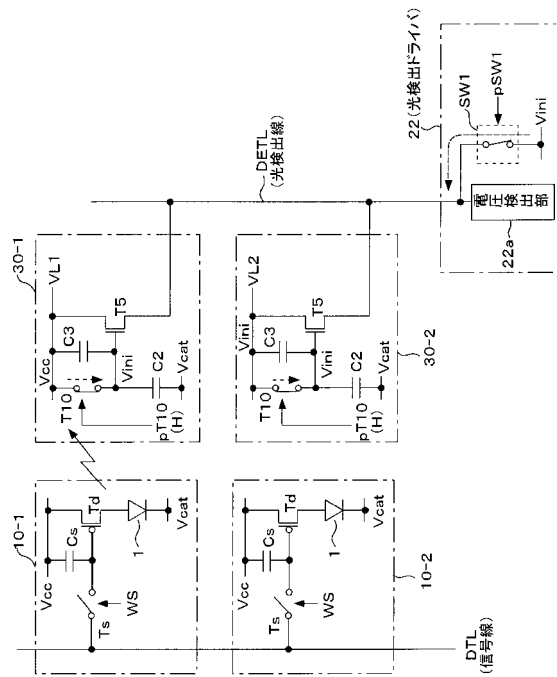 10-1
Vcc
Cs
Td
Ts
WS
1
Vcat
30-1
Vcc
VL1
C3
T10
Vini
T5
C2
pT10
(H)
Vcat
10-2
Vcc
Cs
Td
Ts
WS
1
Vcat
30-2
Vini
VL2
C3
T10
Vini
T5
C2
pT10
(H)
Vcat
DTL
(信号線)
DETL
(光検出線)
22(光検出ドライバ)
SW1
pSW1
Vini
電圧検出部
22a